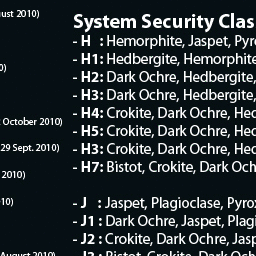 ust 2010)
System Security Clas
- H : Hemorphite, Jaspet, Pyro
- H1: Hedbergite, Hemorphite
0)
- H2: Dark Ochre, Hedbergite,
- H3: Dark Ochre, Hedbergite,
- H4: Crokite, Dark Ochre, Hed
October 2010)
- H5: Crokite, Dark Ochre, Hed
29 Sept. 2010)
- H3: Crokite, Dark Ochre, Hed
- H7: Bistot, Crokite, Dark Och
2010)
- J : Jaspet, Plagioclase, Pyrox
10)
- J1 : Dark Ochre, Jaspet, Plagi
- J2 : Crokite, Dark Ochre, Jasp
August 2010)
- J3 : Bistot, Crokite, Dark Och